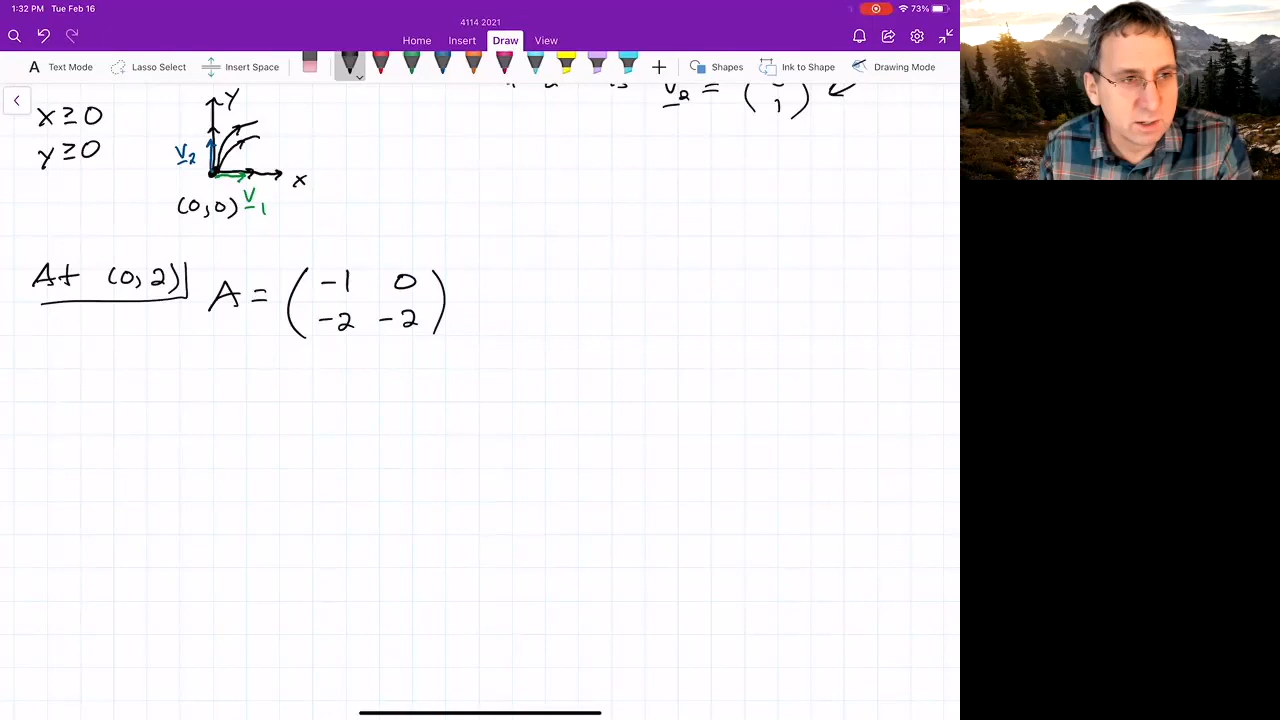 1:32 PM Tue Feb 16
73%
4114 2021
Home Insert Draw View
A Text Mode Lasso Select Insert Space Shapes Ink to Shape Drawing Mode
v2 = ( 1 )
x ≥ 0
y ≥ 0
y
v2
x
(0,0) v1
At (0, 2) A = ( -1 0
-2 -2 )